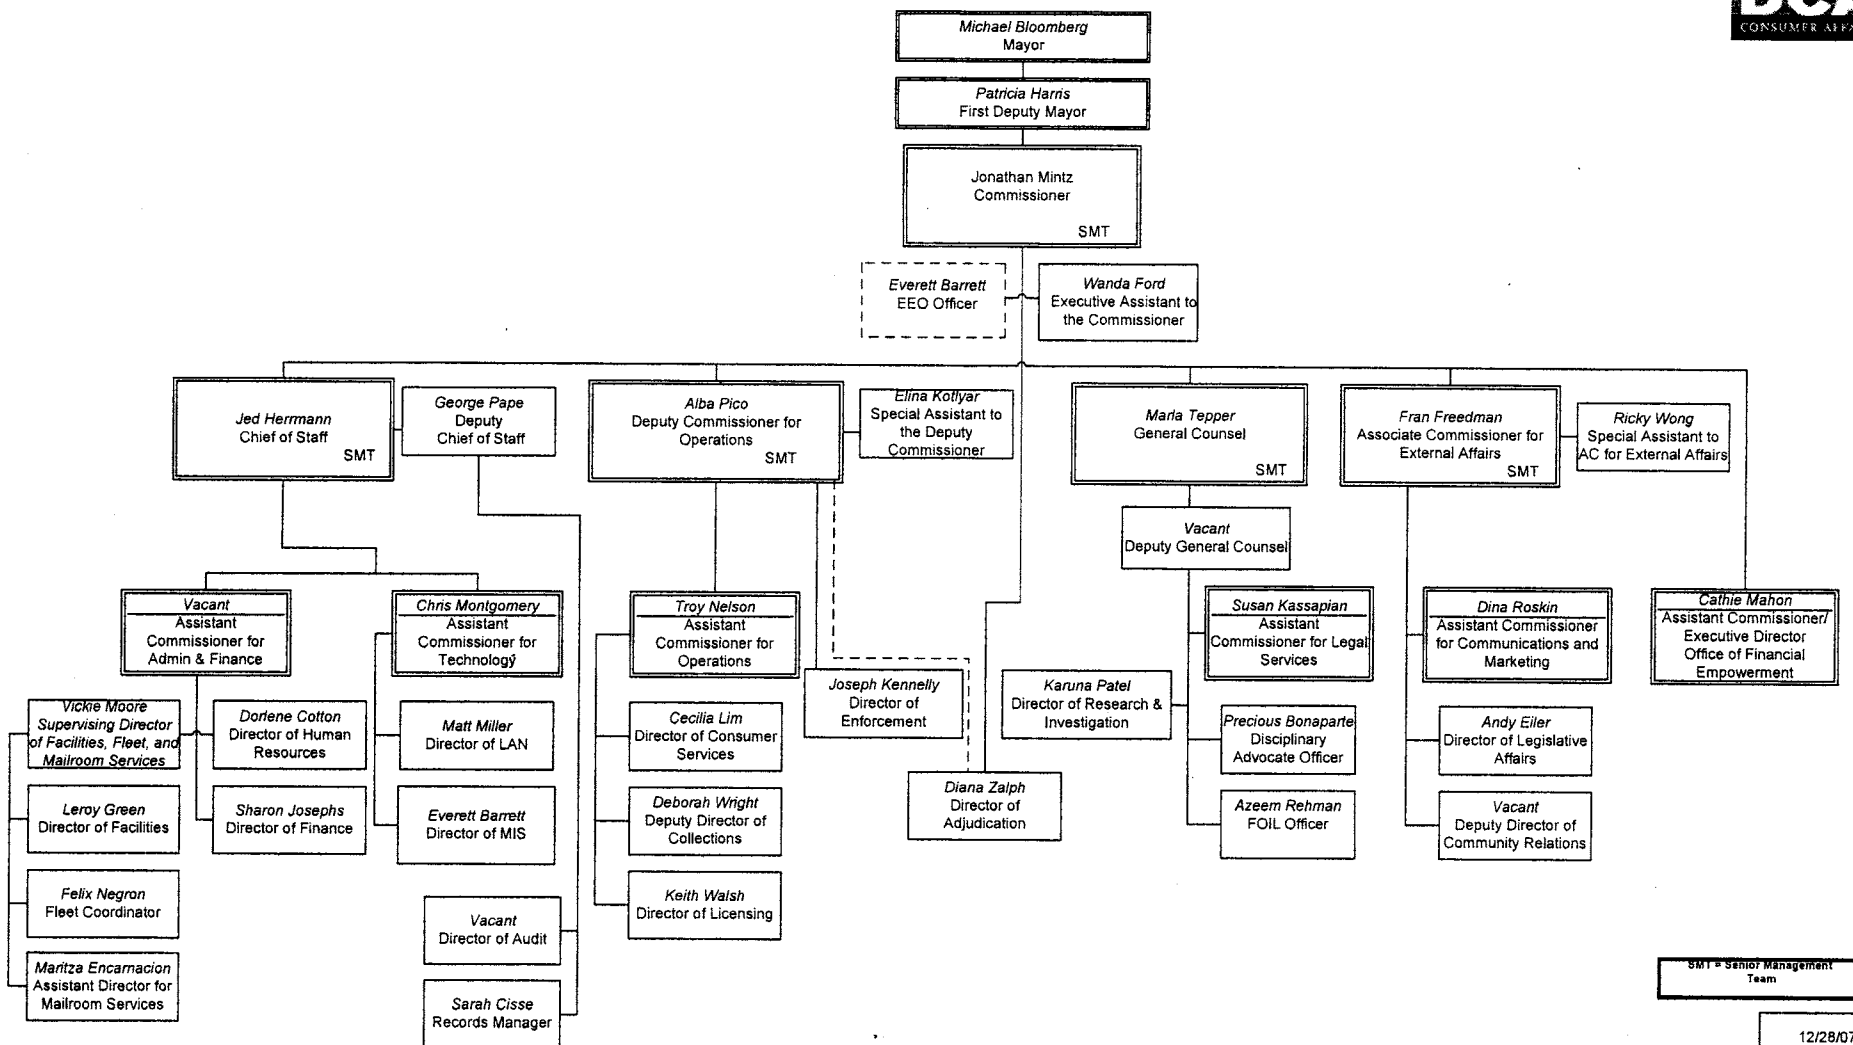 DCA
CONSUMER AFFA
Michael Bloomberg
Mayor
Patricia Harris
First Deputy Mayor
Jonathan Mintz
Commissioner
SMT
Everett Barrett
EEO Officer
Wanda Ford
Executive Assistant to
the Commissioner
Jed Herrmann
Chief of Staff
SMT
George Pape
Deputy
Chief of Staff
Alba Pico
Deputy Commissioner for
Operations
SMT
Elina Kotlyar
Special Assistant to
the Deputy
Commissioner
Marla Tepper
General Counsel
SMT
Fran Freedman
Associate Commissioner for
External Affairs
SMT
Ricky Wong
Special Assistant to
AC for External Affairs
Vacant
Deputy General Counsel
Vacant
Assistant
Commissioner for
Admin & Finance
Chris Montgomery
Assistant
Commissioner for
Technology
Troy Nelson
Assistant
Commissioner for
Operations
Susan Kassapian
Assistant
Commissioner for Legal
Services
Dina Roskin
Assistant Commissioner
for Communications and
Marketing
Cathie Mahon
Assistant Commissioner/
Executive Director
Office of Financial
Empowerment
Joseph Kennelly
Director of
Enforcement
Karuna Patel
Director of Research &
Investigation
Vickie Moore
Supervising Director
of Facilities, Fleet, and
Mailroom Services
Dorlene Cotton
Director of Human
Resources
Matt Miller
Director of LAN
Cecilia Lim
Director of Consumer
Services
Precious Bonaparte
Disciplinary
Advocate Officer
Andy Eiler
Director of Legislative
Affairs
Diana Zalph
Director of
Adjudication
Leroy Green
Director of Facilities
Sharon Josephs
Director of Finance
Everett Barrett
Director of MIS
Deborah Wright
Deputy Director of
Collections
Azeem Rehman
FOIL Officer
Vacant
Deputy Director of
Community Relations
Felix Negron
Fleet Coordinator
Vacant
Director of Audit
Keith Walsh
Director of Licensing
Maritza Encarnacion
Assistant Director for
Mailroom Services
Sarah Cisse
Records Manager
SMT = Senior Management
Team
12/28/07